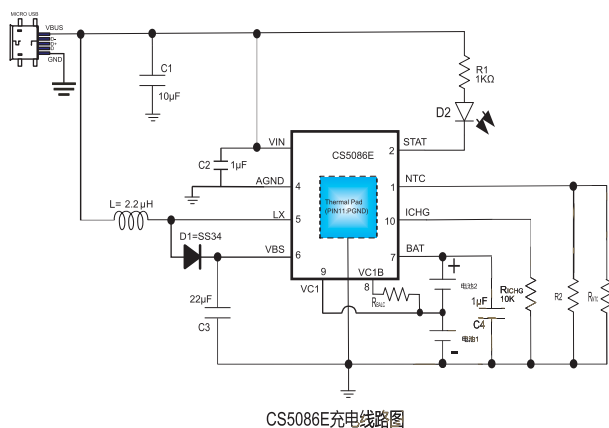 MICRO USB
VBUS
D-
D+
GND
C1
10μF
R1
1KΩ
D2
VIN
CS5086E
STAT
2
C2
1μF
AGND
4
NTC
1
Thermal Pad
(PIN11:PGND)
L= 2.2μH
LX
5
ICHG
10
D1=SS34
VBS
6
BAT
7
9
VC1B
VC1
8
+
电池2
22μF
C3
1μF
C4
RICHG
10K
R2
RNTC
电池1
-
CS5086E充电线路图